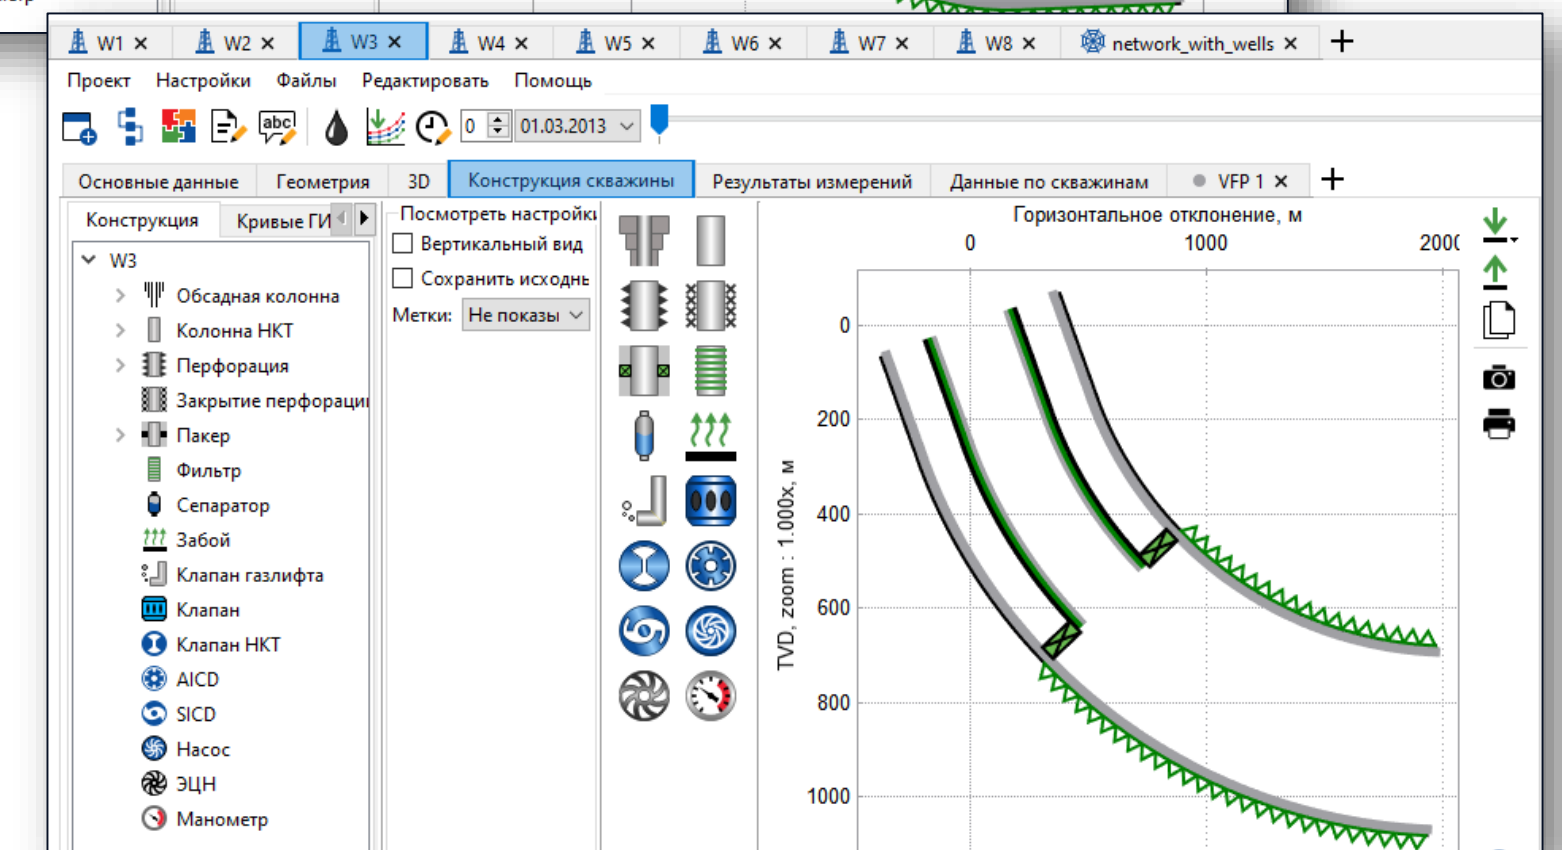 W1 W2 W3 W4 W5 W6 W7 W8 network_with_wells
Проект Настройки Файлы Редактировать Помощь
abc 0 01.03.2013
Основные данные Геометрия 3D Конструкция скважины Результаты измерений Данные по скважинам VFP 1
Конструкция Кривые ГИ
W3
Обсадная колонна
Колонна НКТ
Перфорация
Закрытие перфораци
Пакер
Фильтр
Сепаратор
Забой
Клапан газлифта
Клапан
Клапан НКТ
AICD
SICD
Насос
ЭЦН
Манометр
Посмотреть настройки
Вертикальный вид
Сохранить исходнь
Метки: Не показы
Горизонтальное отклонение, м
0 1000 2000
TVD, zoom : 1.000x, м
0
200
400
600
800
1000